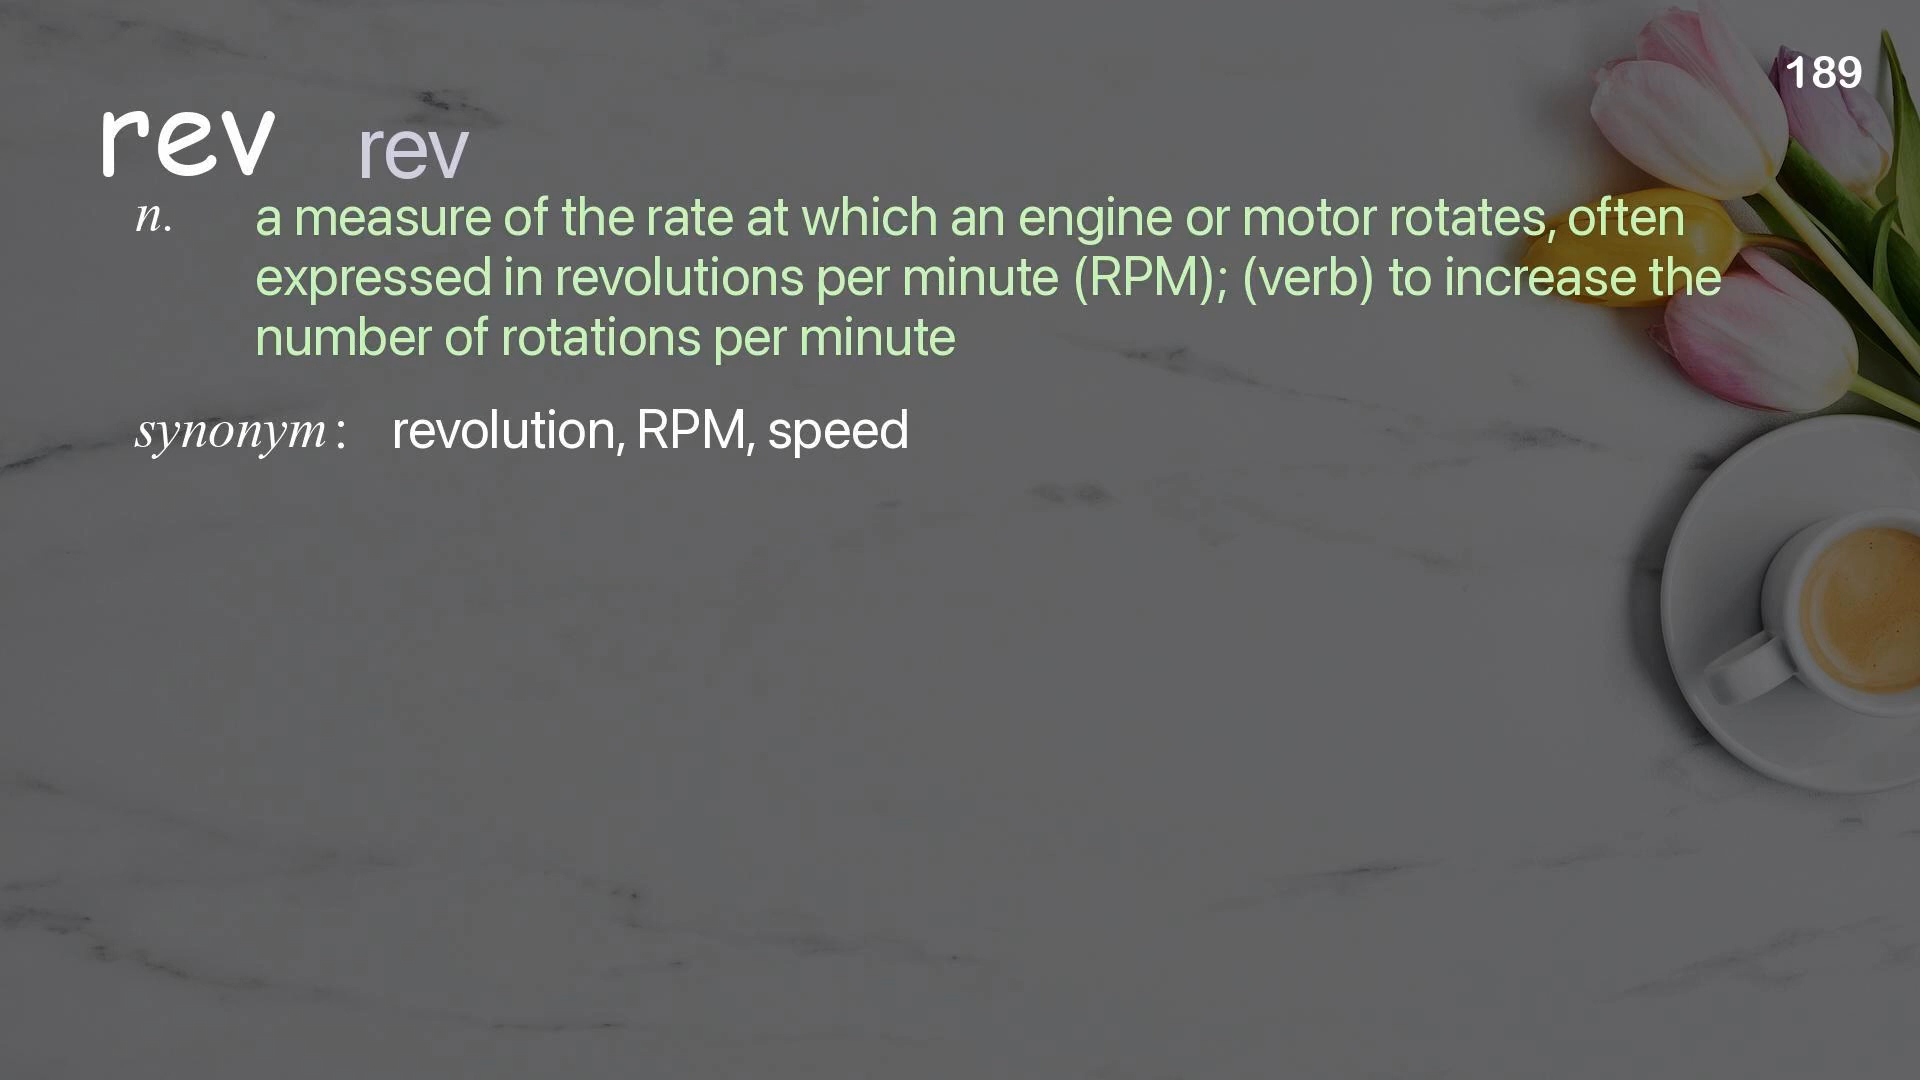 189
rev rev
n. a measure of the rate at which an engine or motor rotates, often
expressed in revolutions per minute (RPM); (verb) to increase the
number of rotations per minute
synonym : revolution, RPM, speed